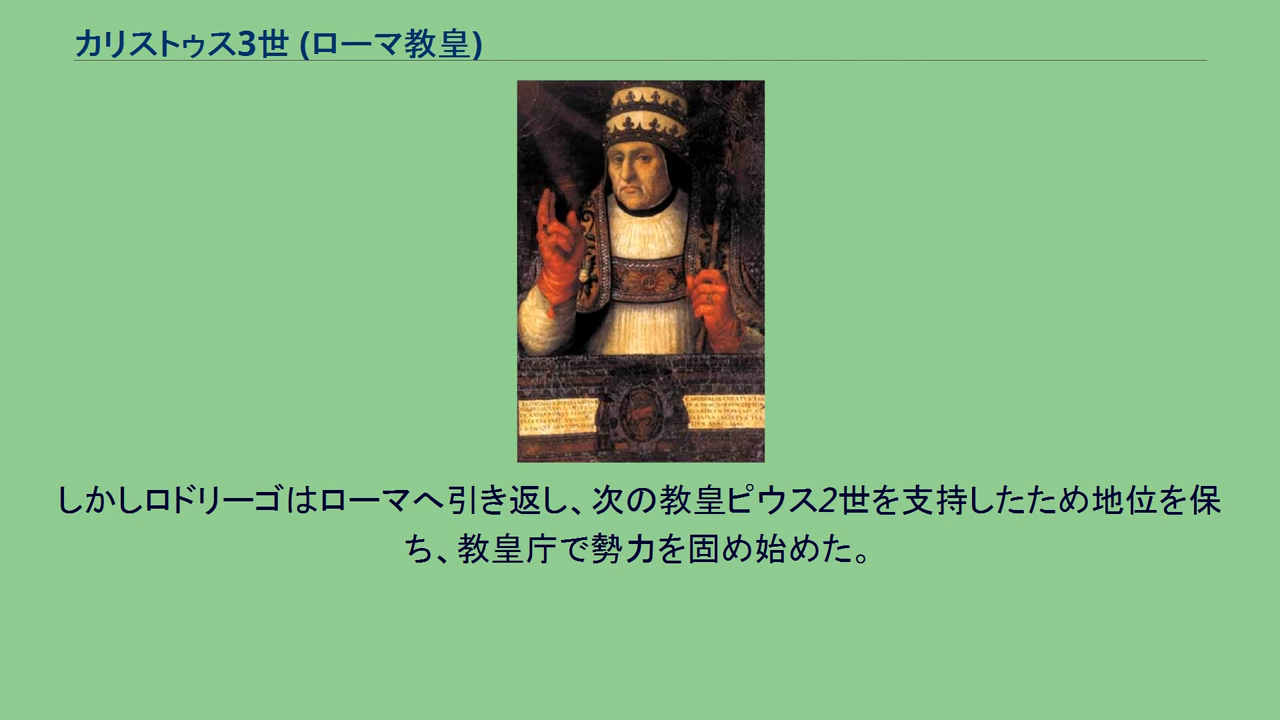 カリストゥス3世 (ローマ教皇)
しかしロドリーゴはローマへ引き返し、次の教皇ピウス2世を支持したため地位を保
ち、教皇庁で勢力を固め始めた。